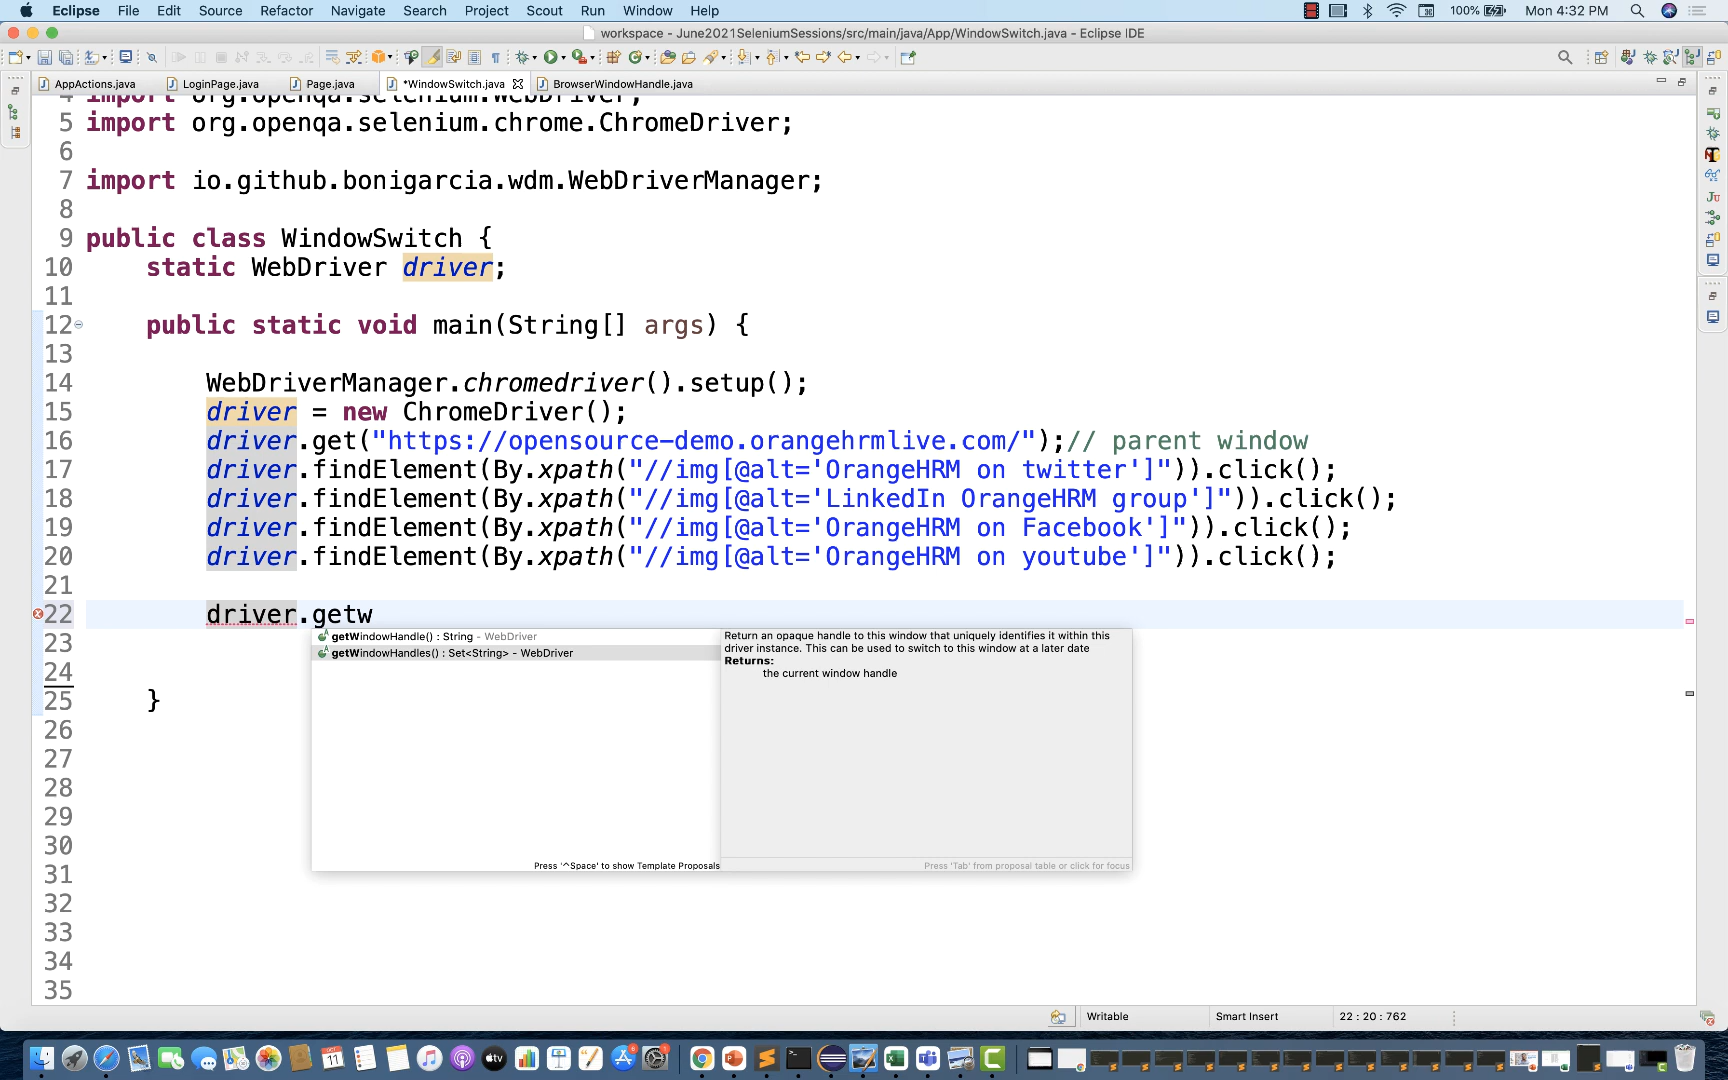 Eclipse File Edit Source Refactor Navigate Search Project Scout Run Window Help 100% Mon 4:32 PM
workspace - June2021SeleniumSessions/src/main/java/App/WindowSwitch.java - Eclipse IDE
AppActions.java LoginPage.java Page.java *WindowSwitch.java BrowserWindowHandle.java
4 import org.openqa.selenium.WebDriver;
5 import org.openqa.selenium.chrome.ChromeDriver;
6
7 import io.github.bonigarcia.wdm.WebDriverManager;
8
9 public class WindowSwitch {
10 static WebDriver driver;
11
12 public static void main(String[] args) {
13
14 WebDriverManager.chromedriver().setup();
15 driver = new ChromeDriver();
16 driver.get("https://opensource-demo.orangehrmlive.com/");// parent window
17 driver.findElement(By.xpath("//img[@alt='OrangeHRM on twitter']")).click();
18 driver.findElement(By.xpath("//img[@alt='LinkedIn OrangeHRM group']")).click();
19 driver.findElement(By.xpath("//img[@alt='OrangeHRM on Facebook']")).click();
20 driver.findElement(By.xpath("//img[@alt='OrangeHRM on youtube']")).click();
21
22 driver.getw
getWindowHandle() : String - WebDriver
getWindowHandles() : Set<String> - WebDriver
Press '^Space' to show Template Proposals
Return an opaque handle to this window that uniquely identifies it within this
driver instance. This can be used to switch to this window at a later date
Returns:
the current window handle
Press 'Tab' from proposal table or click for focus
23
24
25 }
26
27
28
29
30
31
32
33
34
35
Writable Smart Insert 22 : 20 : 762